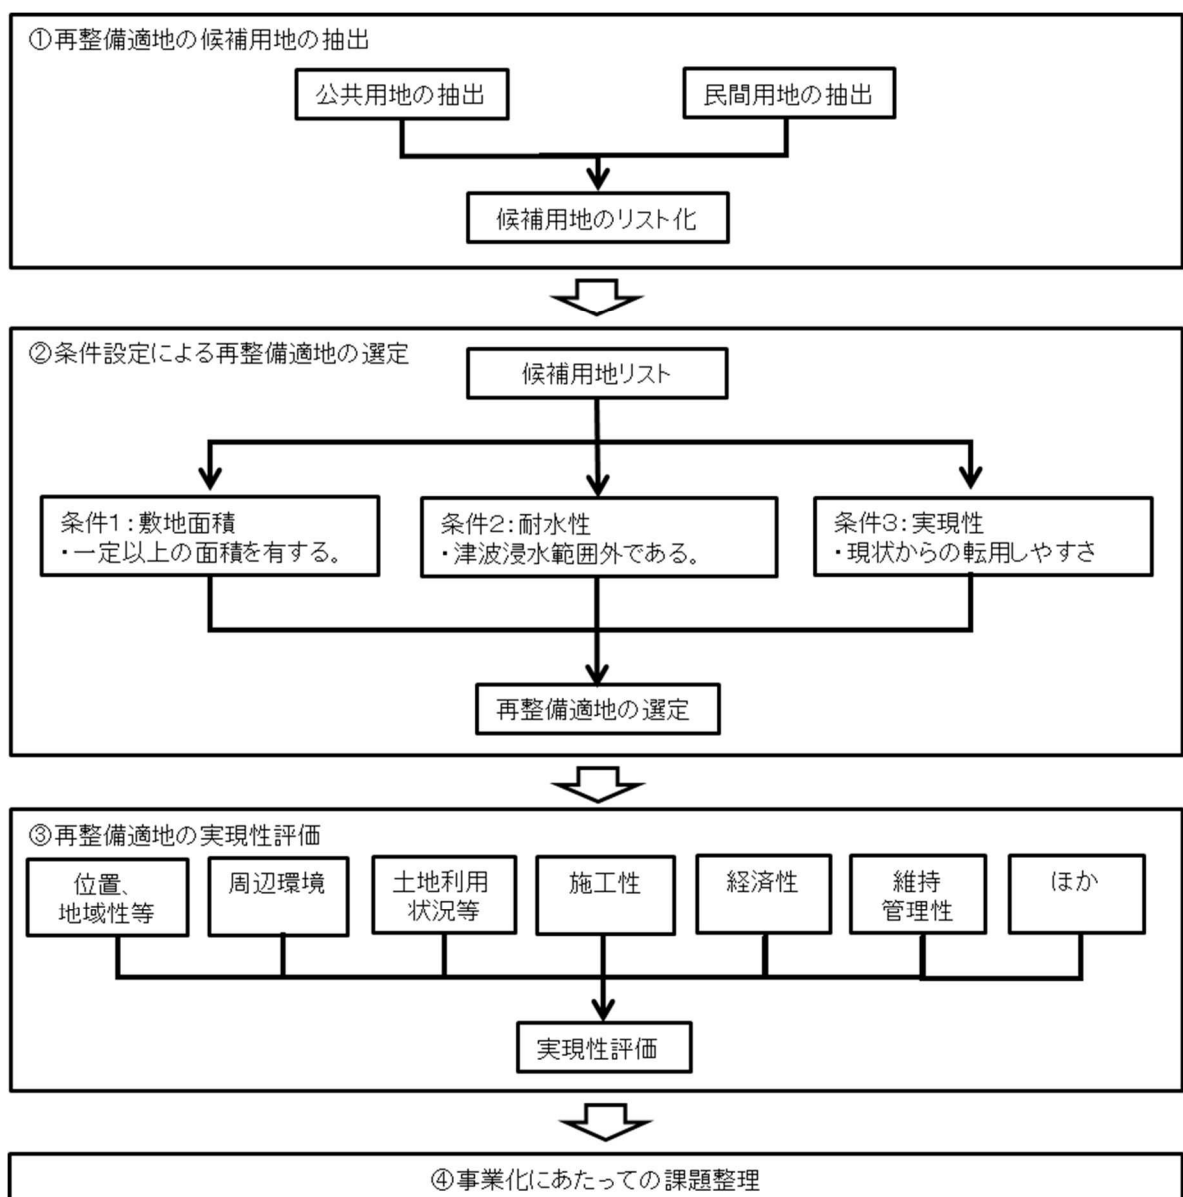 ①再整備適地の候補用地の抽出
公共用地の抽出
民間用地の抽出
候補用地のリスト化
②条件設定による再整備適地の選定
候補用地リスト
条件1：敷地面積
・一定以上の面積を有する。
条件2：耐水性
・津波浸水範囲外である。
条件3：実現性
・現状からの転用しやすさ
再整備適地の選定
③再整備適地の実現性評価
位置、
地域性等
周辺環境
土地利用
状況等
施工性
経済性
維持
管理性
ほか
実現性評価
④事業化にあたっての課題整理